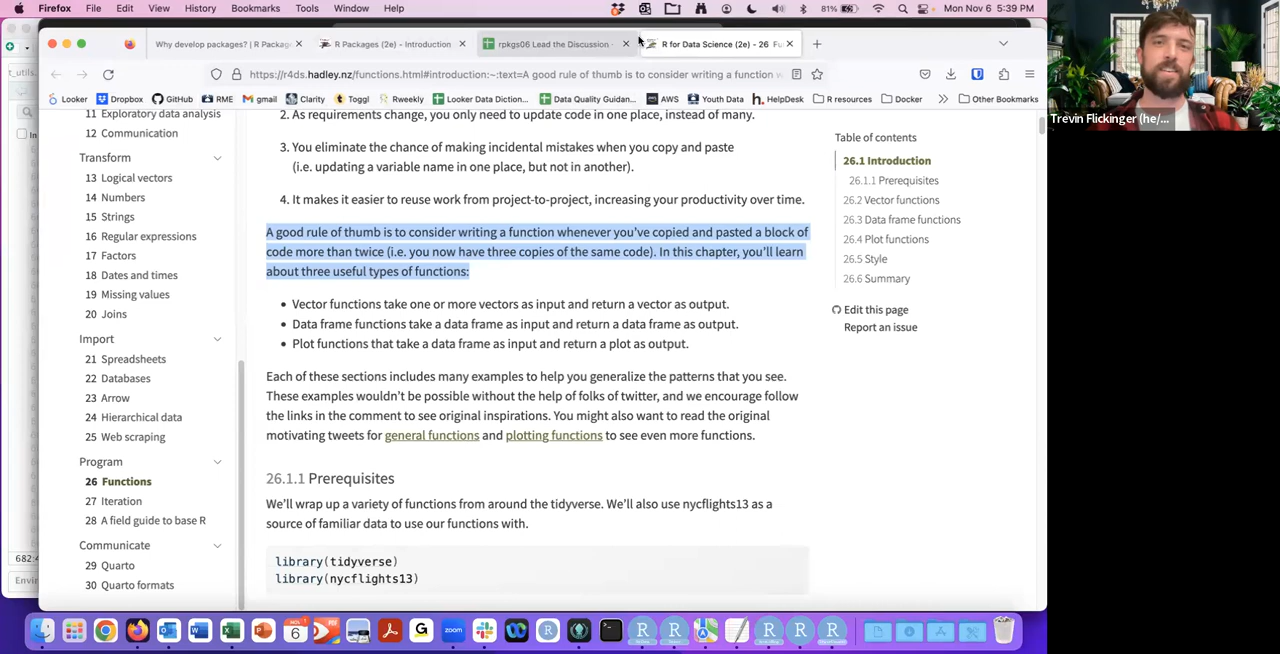 Firefox File Edit View History Bookmarks Tools Window Help 81% Mon Nov 6 5:39 PM
Why develop packages? | R Packag
R Packages (2e) - Introduction
rpkgs06 Lead the Discussion
R for Data Science (2e) - 26 Fu
https://r4ds.hadley.nz/functions.html#introduction:~:text=A good rule of thumb is to consider writing a function w
Looker Dropbox GitHub RME gmail Clarity Toggl Rweekly Looker Data Diction... Data Quality Guidan... AWS Youth Data HelpDesk R resources Docker Other Bookmarks
11 Exploratory data analysis
12 Communication
Transform
13 Logical vectors
14 Numbers
15 Strings
16 Regular expressions
17 Factors
18 Dates and times
19 Missing values
20 Joins
Import
21 Spreadsheets
22 Databases
23 Arrow
24 Hierarchical data
25 Web scraping
Program
26 Functions
27 Iteration
28 A field guide to base R
Communicate
29 Quarto
30 Quarto formats
2. As requirements change, you only need to update code in one place, instead of many.
3. You eliminate the chance of making incidental mistakes when you copy and paste
(i.e. updating a variable name in one place, but not in another).
4. It makes it easier to reuse work from project-to-project, increasing your productivity over time.
A good rule of thumb is to consider writing a function whenever you've copied and pasted a block of
code more than twice (i.e. you now have three copies of the same code). In this chapter, you'll learn
about three useful types of functions:
• Vector functions take one or more vectors as input and return a vector as output.
• Data frame functions take a data frame as input and return a data frame as output.
• Plot functions that take a data frame as input and return a plot as output.
Each of these sections includes many examples to help you generalize the patterns that you see.
These examples wouldn't be possible without the help of folks of twitter, and we encourage follow
the links in the comment to see original inspirations. You might also want to read the original
motivating tweets for general functions and plotting functions to see even more functions.
26.1.1 Prerequisites
We'll wrap up a variety of functions from around the tidyverse. We'll also use nycflights13 as a
source of familiar data to use our functions with.
library(tidyverse)
library(nycflights13)
Table of contents
26.1 Introduction
26.1.1 Prerequisites
26.2 Vector functions
26.3 Data frame functions
26.4 Plot functions
26.5 Style
26.6 Summary
Edit this page
Report an issue
Trevin Flickinger (he/...
t_utils.
In
682:4
Envir
NOV
6
zoom